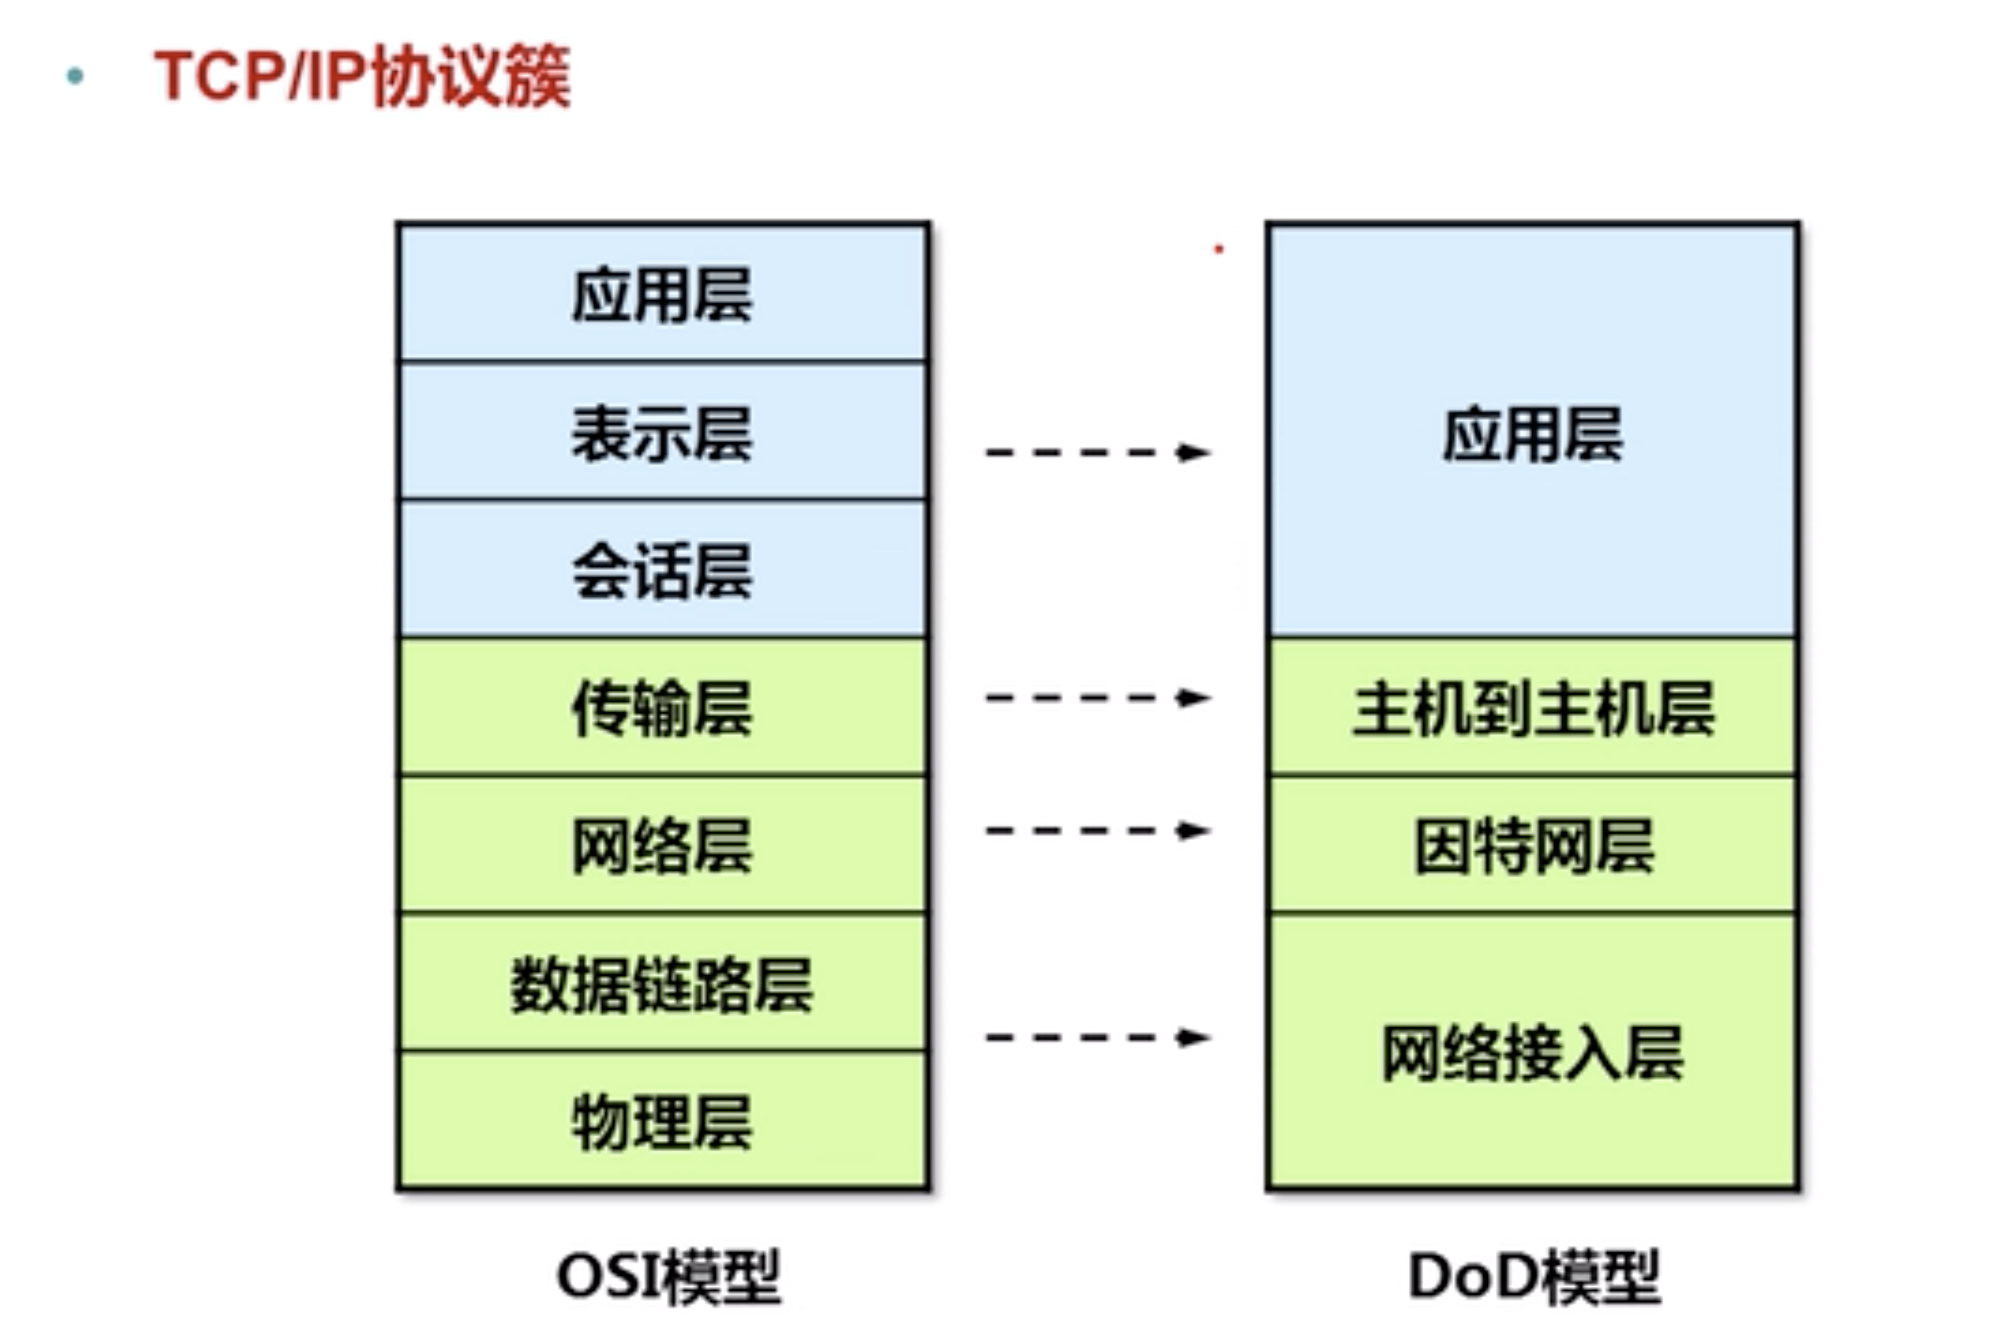 TCP/IP协议簇
应用层
表示层
会话层
传输层
网络层
数据链路层
物理层
OSI模型
应用层
主机到主机层
因特网层
网络接入层
DoD模型